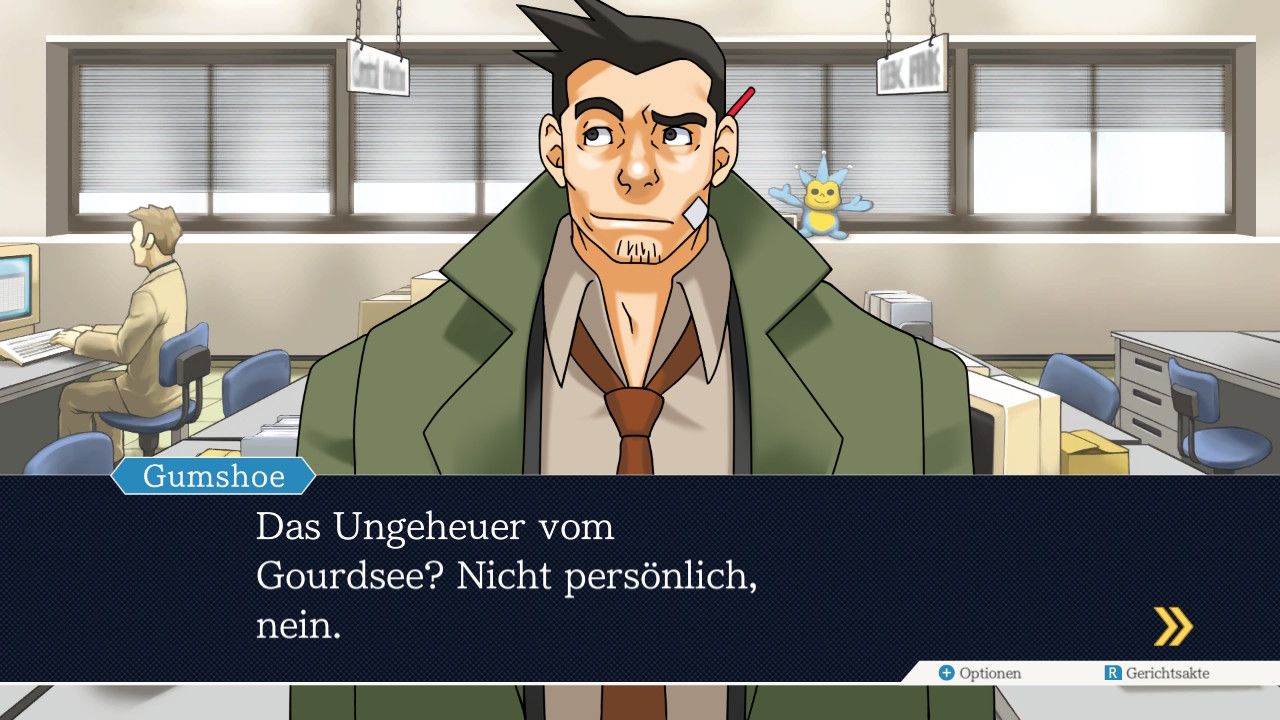 Gumshoe
Das Ungeheuer vom
Gourdsee? Nicht persönlich,
nein.
+ Optionen
R Gerichtsakte